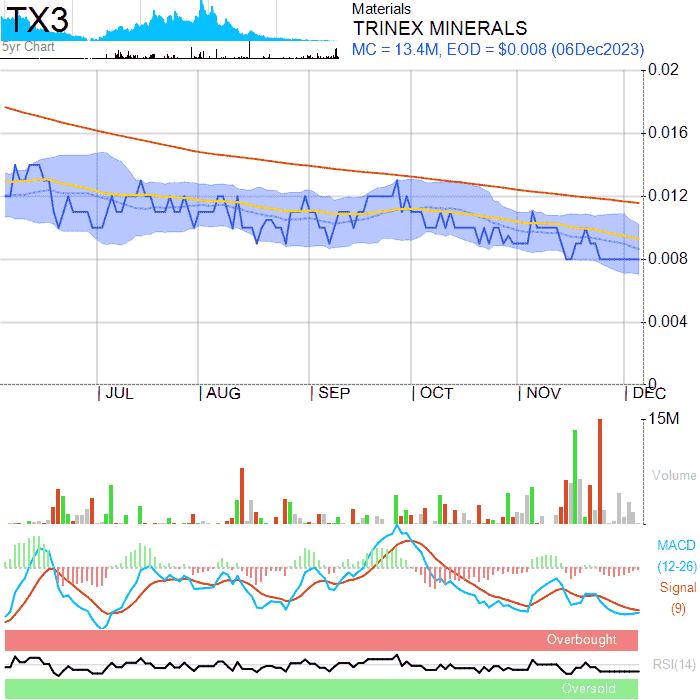 TX3
5yr Chart
Materials
TRINEX MINERALS
MC = 13.4M, EOD = $0.008 (06Dec2023)
0.02
0.016
0.012
0.008
0.004
0
JUL AUG SEP OCT NOV DEC
15M
Volume
MACD
(12-26)
Signal
(9)
Overbought
RSI(14)
Oversold